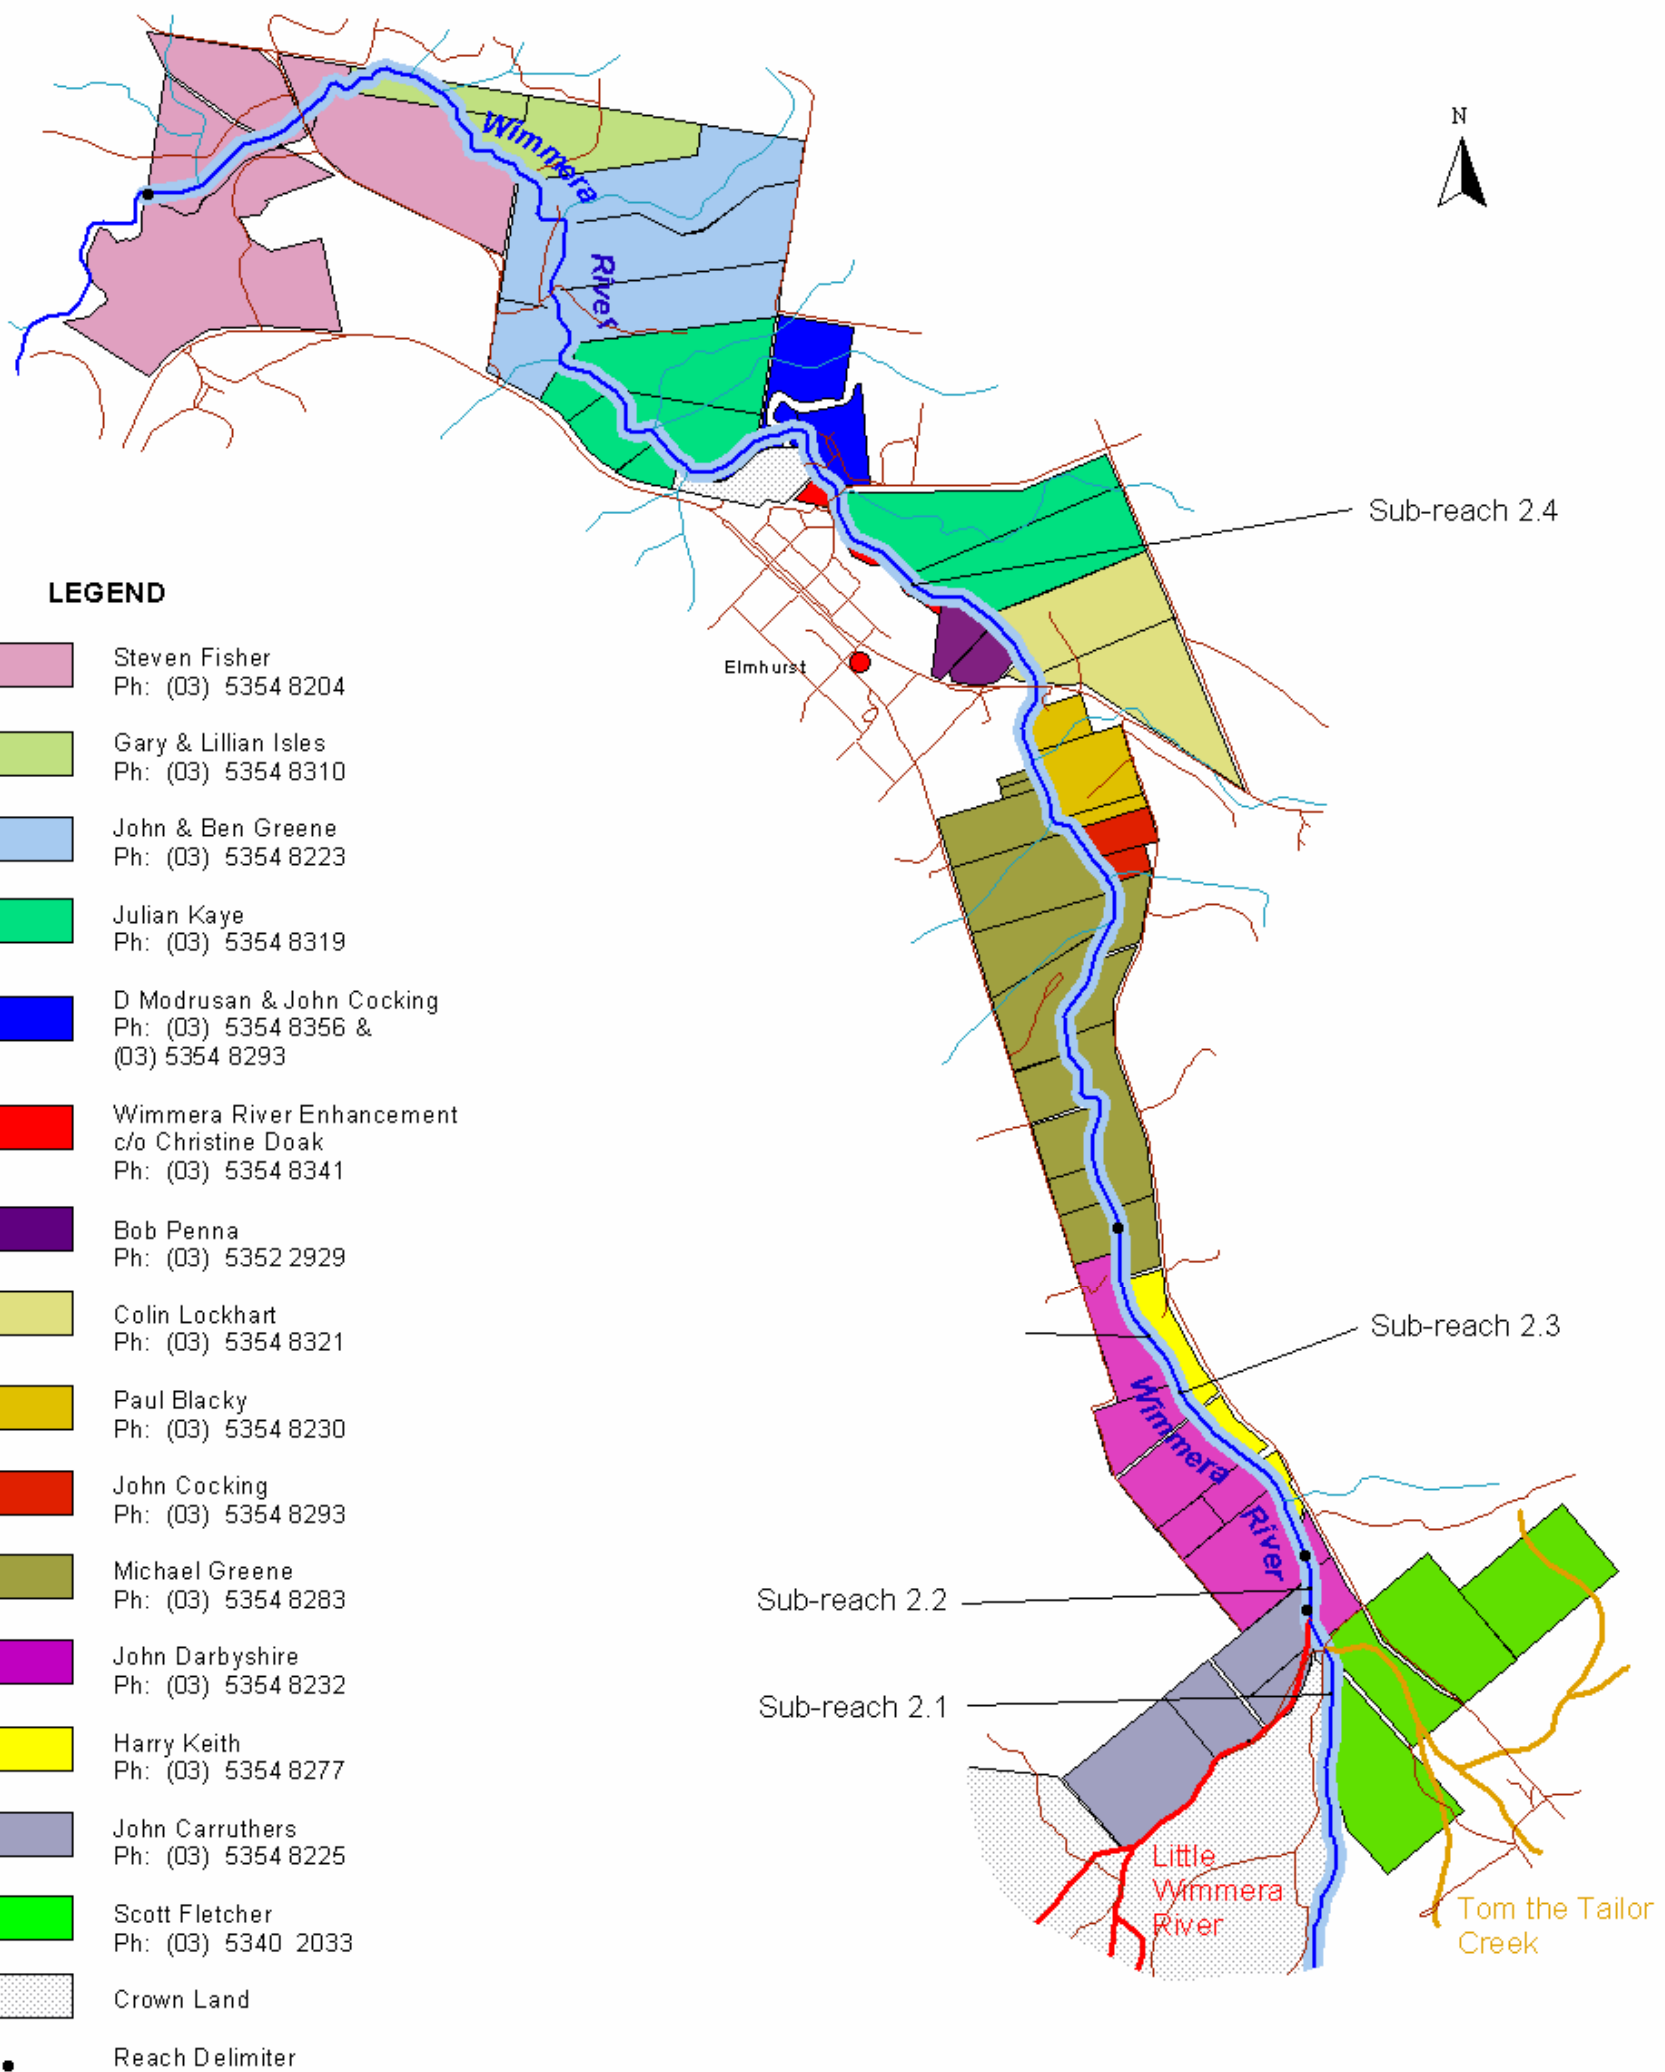 N
Wimmera
River
Sub-reach 2.4
LEGEND
Steven Fisher
Ph: (03) 5354 8204
Elmhurst
Gary & Lillian Isles
Ph: (03) 5354 8310
John & Ben Greene
Ph: (03) 5354 8223
Julian Kaye
Ph: (03) 5354 8319
D Modrusan & John Cocking
Ph: (03) 5354 8356 &
(03) 5354 8293
Wimmera River Enhancement
c/o Christine Doak
Ph: (03) 5354 8341
Bob Penna
Ph: (03) 5352 2929
Colin Lockhart
Ph: (03) 5354 8321
Sub-reach 2.3
Paul Blacky
Ph: (03) 5354 8230
Wimmera
River
John Cocking
Ph: (03) 5354 8293
Michael Greene
Ph: (03) 5354 8283
Sub-reach 2.2
John Darbyshire
Ph: (03) 5354 8232
Sub-reach 2.1
Harry Keith
Ph: (03) 5354 8277
John Carruthers
Ph: (03) 5354 8225
Little
Wimmera
River
Scott Fletcher
Ph: (03) 5340 2033
Tom the Tailor
Creek
Crown Land
Reach Delimiter